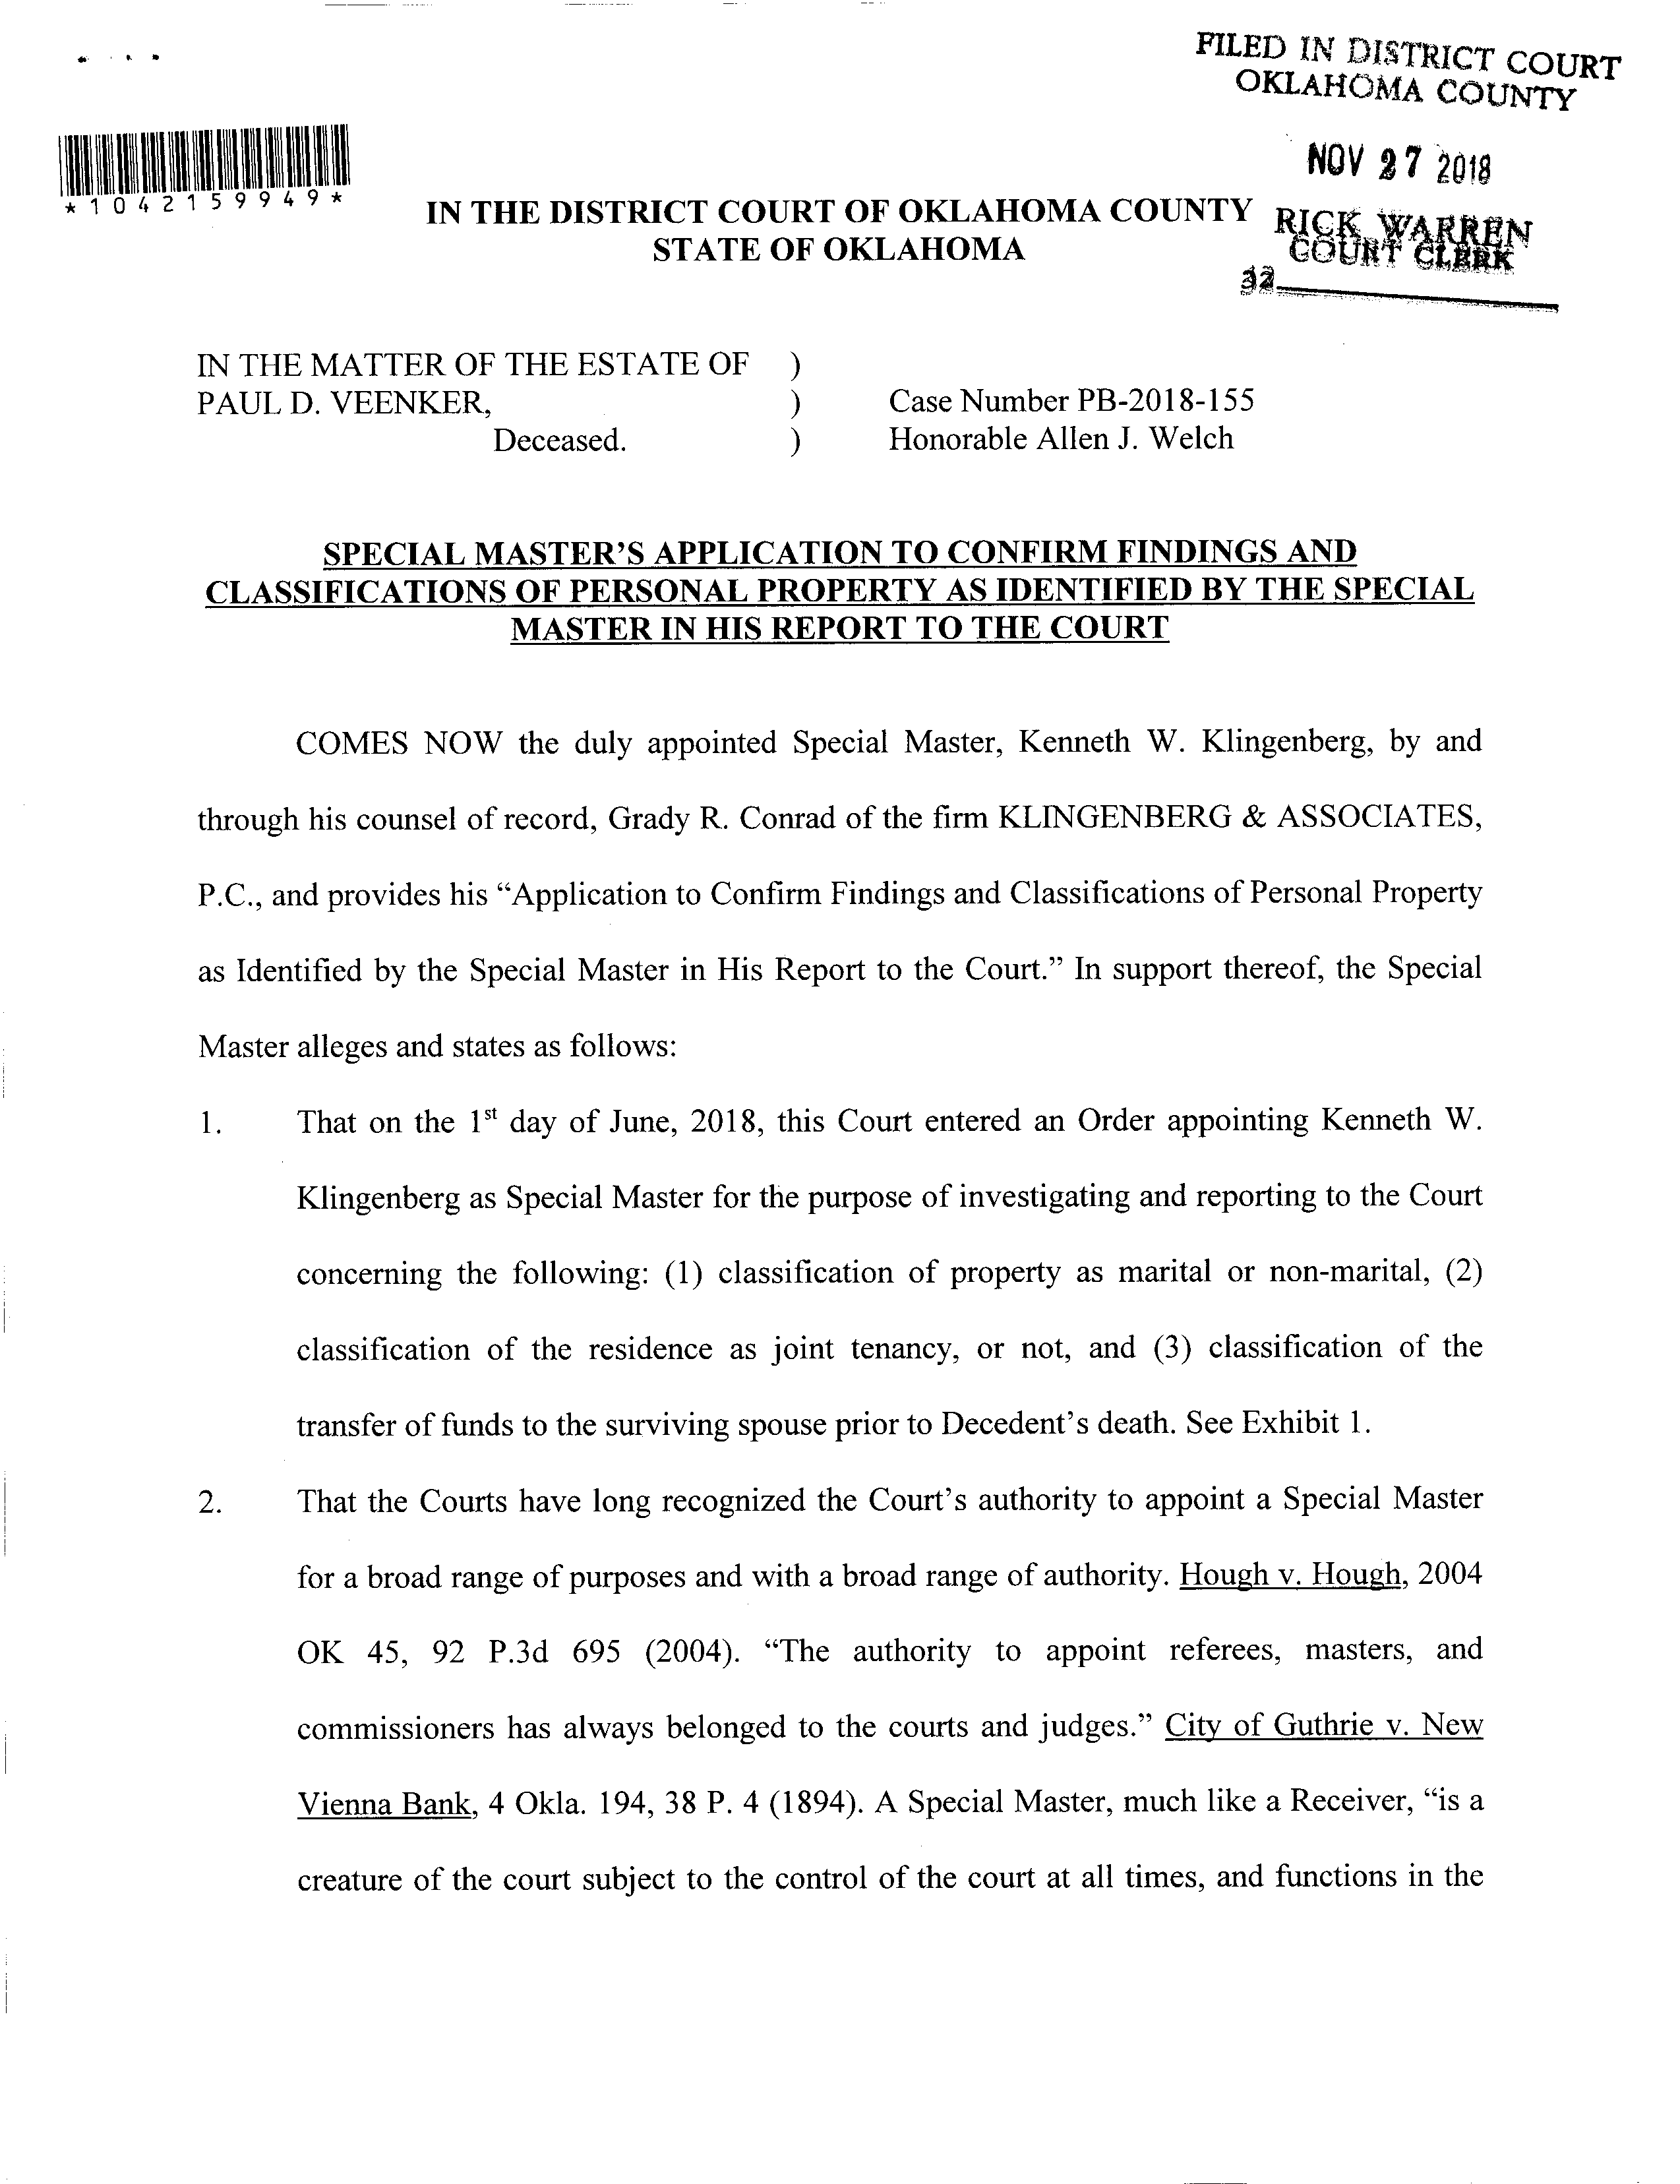 FILED IN DISTRICT COURT
OKLAHOMA COUNTY
NOV 27 2018
*1042159949*
IN THE DISTRICT COURT OF OKLAHOMA COUNTY
STATE OF OKLAHOMA
RICK WARREN
COURT CLERK
32
IN THE MATTER OF THE ESTATE OF )
PAUL D. VEENKER, ) Case Number PB-2018-155
Deceased. ) Honorable Allen J. Welch
SPECIAL MASTER'S APPLICATION TO CONFIRM FINDINGS AND
CLASSIFICATIONS OF PERSONAL PROPERTY AS IDENTIFIED BY THE SPECIAL
MASTER IN HIS REPORT TO THE COURT
COMES NOW the duly appointed Special Master, Kenneth W. Klingenberg, by and
through his counsel of record, Grady R. Conrad of the firm KLINGENBERG & ASSOCIATES,
P.C., and provides his “Application to Confirm Findings and Classifications of Personal Property
as Identified by the Special Master in His Report to the Court.” In support thereof, the Special
Master alleges and states as follows:
1. That on the 1st day of June, 2018, this Court entered an Order appointing Kenneth W.
Klingenberg as Special Master for the purpose of investigating and reporting to the Court
concerning the following: (1) classification of property as marital or non-marital, (2)
classification of the residence as joint tenancy, or not, and (3) classification of the
transfer of funds to the surviving spouse prior to Decedent's death. See Exhibit 1.
2. That the Courts have long recognized the Court's authority to appoint a Special Master
for a broad range of purposes and with a broad range of authority. Hough v. Hough, 2004
OK 45, 92 P.3d 695 (2004). “The authority to appoint referees, masters, and
commissioners has always belonged to the courts and judges.” City of Guthrie v. New
Vienna Bank, 4 Okla. 194, 38 P. 4 (1894). A Special Master, much like a Receiver, “is a
creature of the court subject to the control of the court at all times, and functions in the